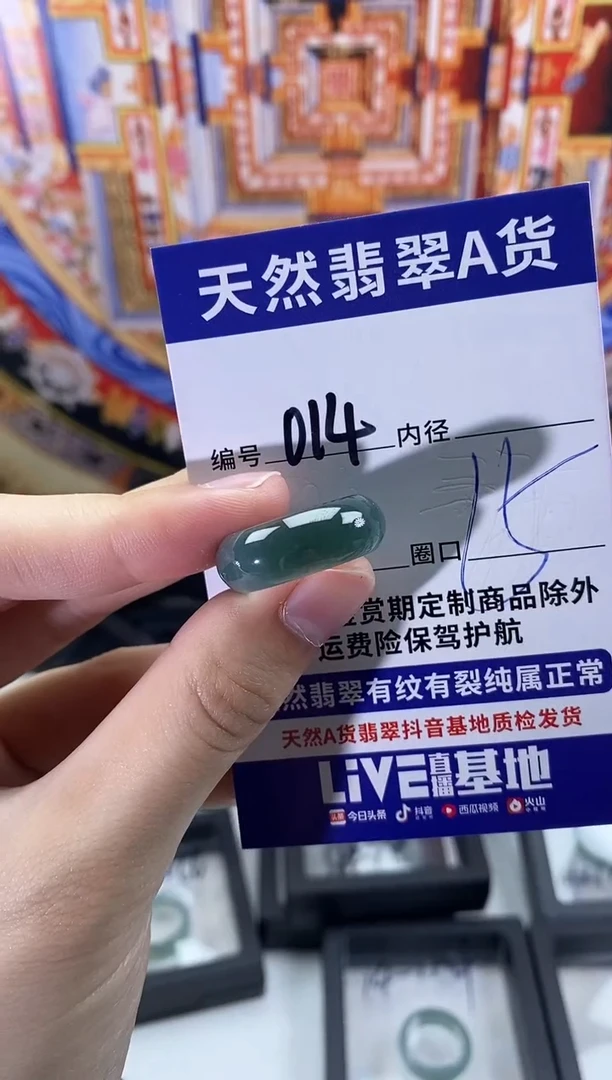 天然翡翠A货
编号 014 内径
圈口 15
赏期定制商品除外
运费险保驾护航
然翡翠有纹有裂纯属正常
天然A货翡翠抖音基地质检发货
LiVE直播基地
头条 今日头条 抖音 西瓜视频 火山